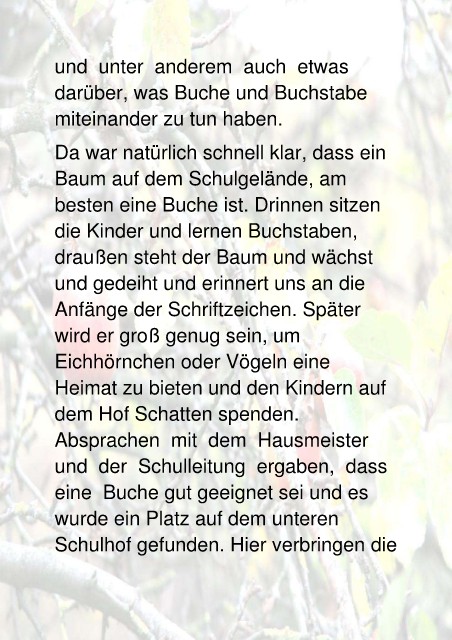 und unter anderem auch etwas
darüber, was Buche und Buchstabe
miteinander zu tun haben.
Da war natürlich schnell klar, dass ein
Baum auf dem Schulgelände, am
besten eine Buche ist. Drinnen sitzen
die Kinder und lernen Buchstaben,
draußen steht der Baum und wächst
und gedeiht und erinnert uns an die
Anfänge der Schriftzeichen. Später
wird er groß genug sein, um
Eichhörnchen oder Vögeln eine
Heimat zu bieten und den Kindern auf
dem Hof Schatten spenden.
Absprachen mit dem Hausmeister
und der Schulleitung ergaben, dass
eine Buche gut geeignet sei und es
wurde ein Platz auf dem unteren
Schulhof gefunden. Hier verbringen die